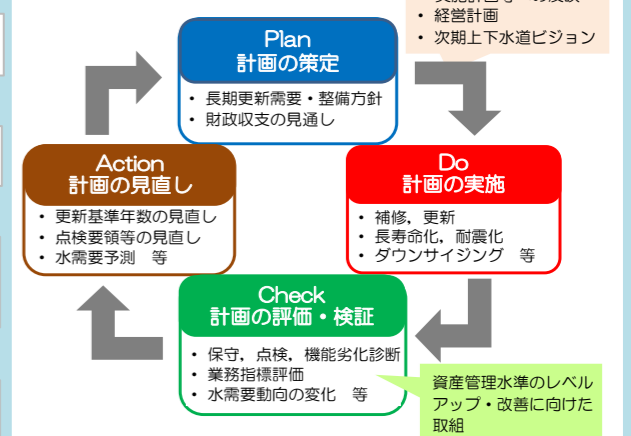 ・ 経営計画
・ 次期上下水道ビジョン
Plan
計画の策定
・ 長期更新需要・整備方針
・ 財政収支の見通し
Action
計画の見直し
・ 更新基準年数の見直し
・ 点検要領等の見直し
・ 水需要予測　等
Do
計画の実施
・ 補修，更新
・ 長寿命化，耐震化
・ ダウンサイジング　等
Check
計画の評価・検証
・ 保守，点検，機能劣化診断
・ 業務指標評価
・ 水需要動向の変化　等
資産管理水準のレベル
アップ・改善に向けた
取組